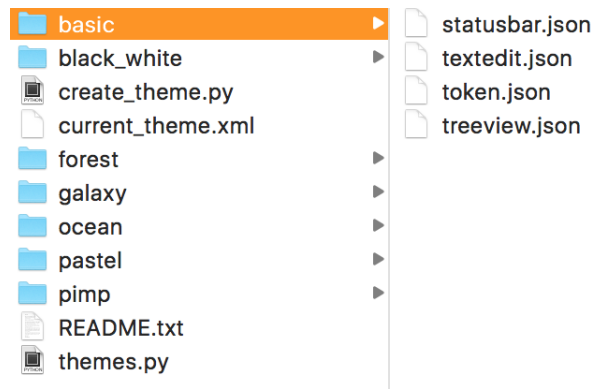 basic
black_white
create_theme.py
current_theme.xml
forest
galaxy
ocean
pastel
pimp
README.txt
themes.py
statusbar.json
textedit.json
token.json
treeview.json